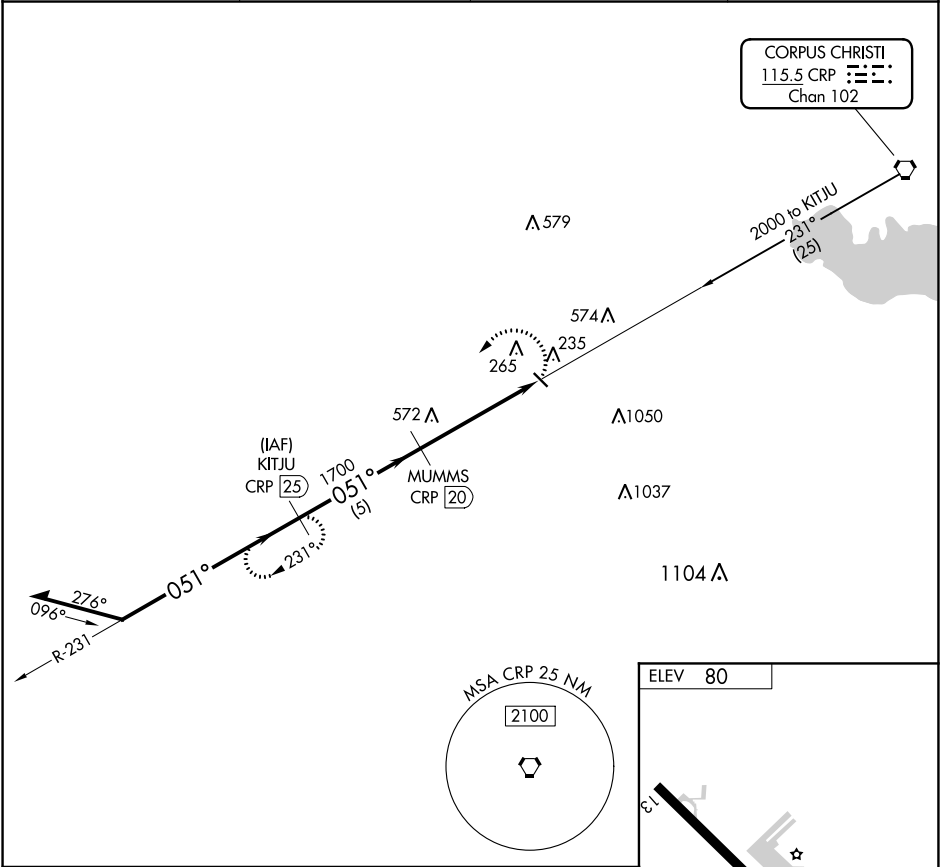 CORPUS CHRISTI
115.5 CRP
Chan 102
2000 to KITJU
231°
(25)
579
574
235
265
572
1050
(IAF)
KITJU
CRP 25
1700
051°
(5)
MUMMS
CRP 20
1037
231°
1104
051°
276°
096°
R-231
MSA CRP 25 NM
2100
ELEV 80
13